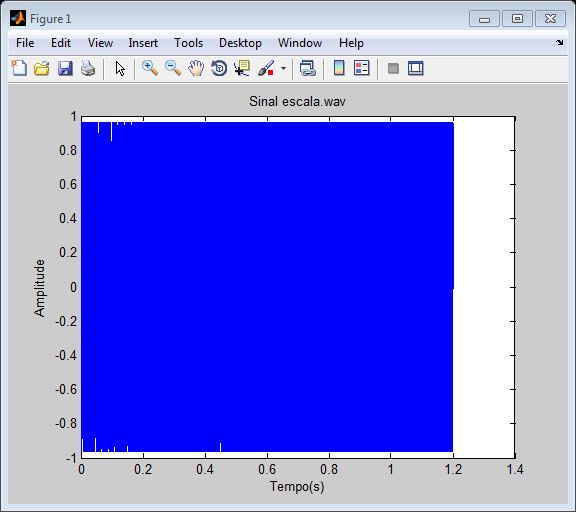 Figure 1
File Edit View Insert Tools Desktop Window Help
Sinal escala.wav
1
0.8
0.6
0.4
0.2
0
-0.2
-0.4
-0.6
-0.8
-1
Amplitude
0 0.2 0.4 0.6 0.8 1 1.2 1.4
Tempo(s)